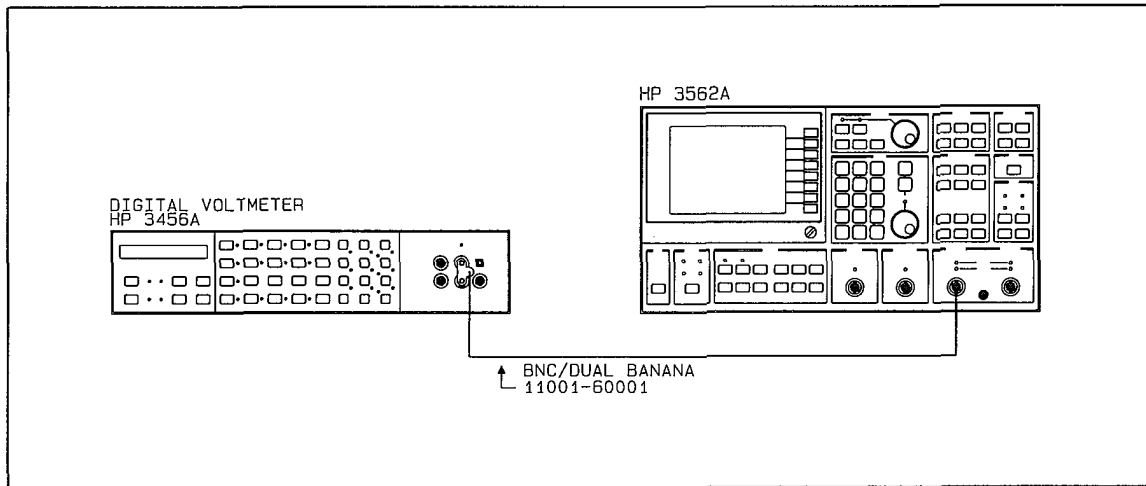 HP 3562A
DIGITAL VOLTMETER
HP 3456A
BNC/DUAL BANANA
11001-60001